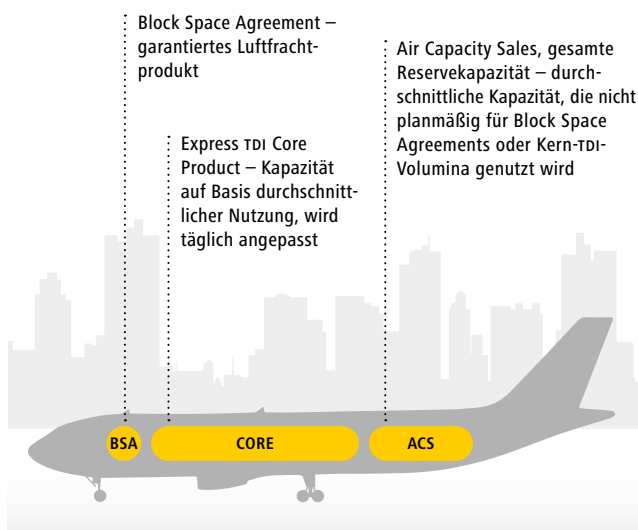 Block Space Agreement –
garantiertes Luftfracht-
produkt
Air Capacity Sales, gesamte
Reservekapazität – durch-
schnittliche Kapazität, die nicht
planmäßig für Block Space
Agreements oder Kern-TDI-
Volumina genutzt wird
Express TDI Core
Product – Kapazität
auf Basis durchschnitt-
licher Nutzung, wird
täglich angepasst
BSA
CORE
ACS